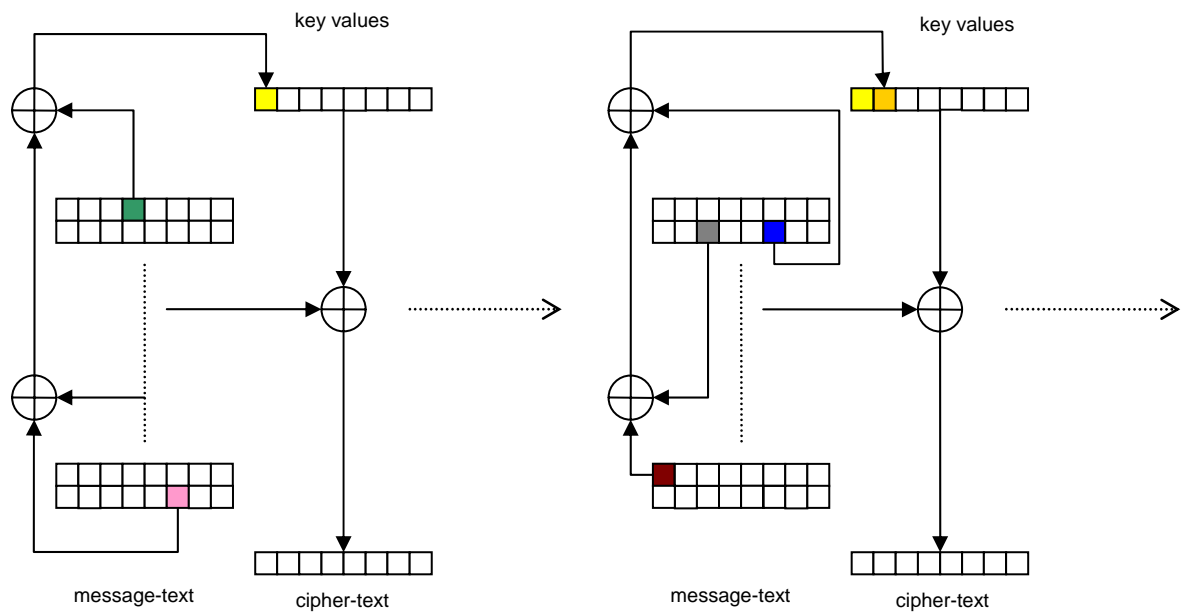 key values
key values
message-text
cipher-text
message-text
cipher-text